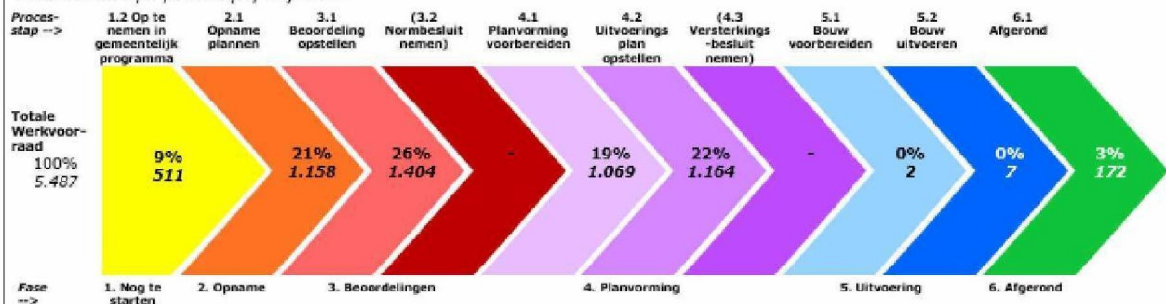 Proces-
stap -->
1.2 Op te
nemen in
gemeentelijk
programma
2.1
Opname
plannen
3.1
Beoordeling
opstellen
(3.2
Normbesluit
nemen)
4.1
Planvorming
voorbereiden
4.2
Uitvoerings
plan
opstellen
(4.3
Versterkings
-besluit
nemen)
5.1
Bouw
voorbereiden
5.2
Bouw
uitvoeren
6.1
Afgerond
Totale
Werkvoor-
raad
100%
5.487
9%
511
21%
1.158
26%
1.404
-
19%
1.069
22%
1.164
-
0%
2
0%
7
3%
172
Fase
-->
1. Nog te
starten
2. Opname
3. Beoordelingen
4. Planvorming
5. Uitvoering
6. Afgerond